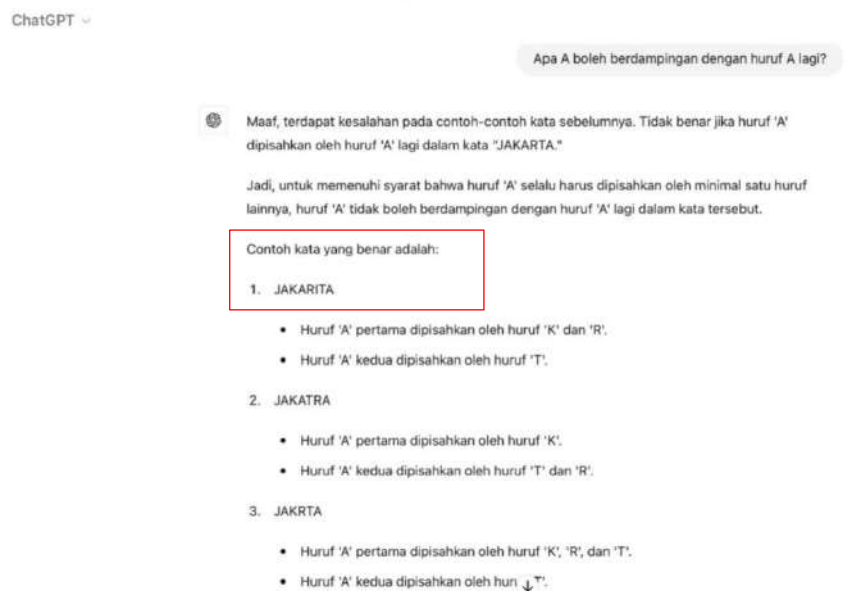 ChatGPT
Apa A boleh berdampingan dengan huruf A lagi?
Maaf, terdapat kesalahan pada contoh-contoh kata sebelumnya. Tidak benar jika huruf 'A'
dipisahkan oleh huruf 'A' lagi dalam kata "JAKARTA."
Jadi, untuk memenuhi syarat bahwa huruf 'A' selalu harus dipisahkan oleh minimal satu huruf
lainnya, huruf 'A' tidak boleh berdampingan dengan huruf 'A' lagi dalam kata tersebut.
Contoh kata yang benar adalah:
1. JAKARITA
• Huruf 'A' pertama dipisahkan oleh huruf 'K' dan 'R'.
• Huruf 'A' kedua dipisahkan oleh huruf 'T'.
2. JAKATRA
• Huruf 'A' pertama dipisahkan oleh huruf 'K'.
• Huruf 'A' kedua dipisahkan oleh huruf 'T' dan 'R'.
3. JAKRTA
• Huruf 'A' pertama dipisahkan oleh huruf 'K', 'R', dan 'T'.
• Huruf 'A' kedua dipisahkan oleh